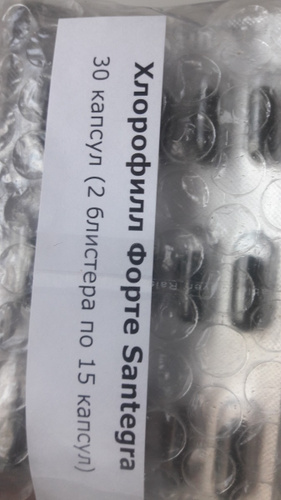 Хлорофилл Форте Santegra
30 капсул (2 блистера по 15 капсул)